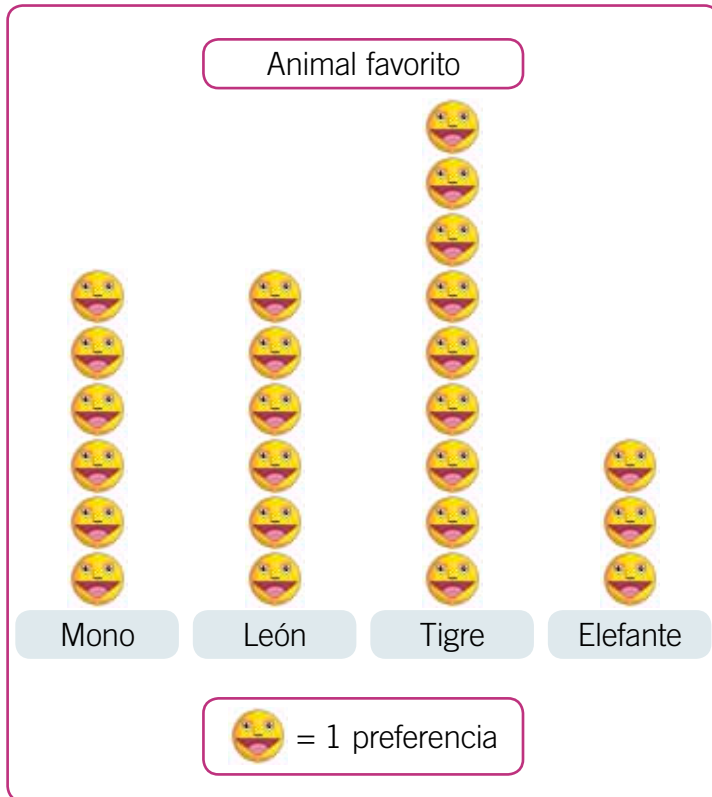 Animal favorito
Mono León Tigre Elefante
= 1 preferencia